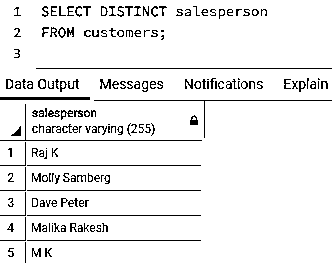 1 SELECT DISTINCT salesperson
2 FROM customers;
3
Data Output Messages Notifications Explain
salesperson
character varying (255)
1 Raj K
2 Molly Samberg
3 Dave Peter
4 Malika Rakesh
5 M K